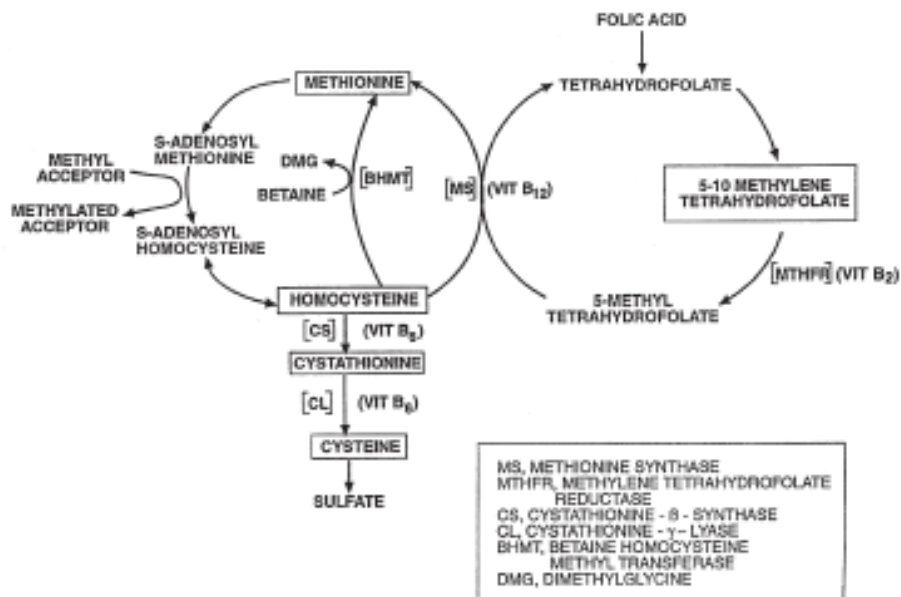 FOLIC ACID
METHIONINE
TETRAHYDROFOLATE
S-ADENOSYL
METHIONINE
METHYL
ACCEPTOR
DMG
[BHMT]
BETAINE
[MS] (VIT B12)
5-10 METHYLENE
TETRAHYDROFOLATE
METHYLATED
ACCEPTOR
S-ADENOSYL
HOMOCYSTEINE
[MTHFR] (VIT B2)
HOMOCYSTEINE
5-METHYL
TETRAHYDROFOLATE
[CS] (VIT B6)
CYSTATHIONINE
[CL] (VIT B6)
CYSTEINE
SULFATE
MS, METHIONINE SYNTHASE
MTHFR, METHYLENE TETRAHYDROFOLATE
REDUCTASE
CS, CYSTATHIONINE - β - SYNTHASE
CL, CYSTATHIONINE - γ - LYASE
BHMT, BETAINE HOMOCYSTEINE
METHYL TRANSFERASE
DMG, DIMETHYLGLYCINE